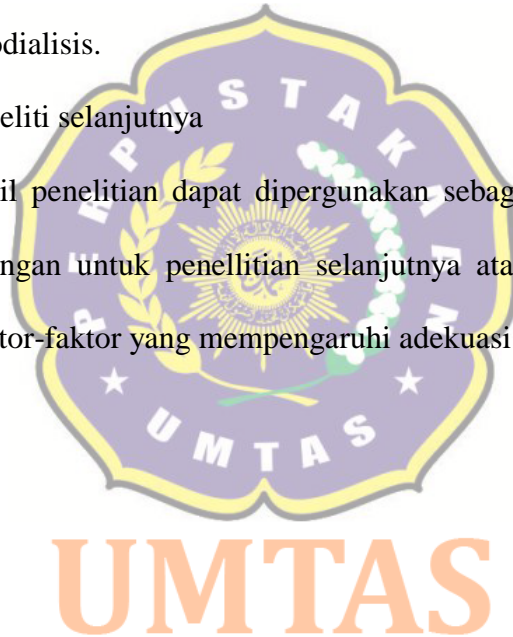 odialisis.
eliti selanjutnya
il penelitian dapat dipergunakan sebag
ngan untuk penellitian selanjutnya ata
tor-faktor yang mempengaruhi adekuasi
PERPUSTAKAAN
UMTAS
UMTAS